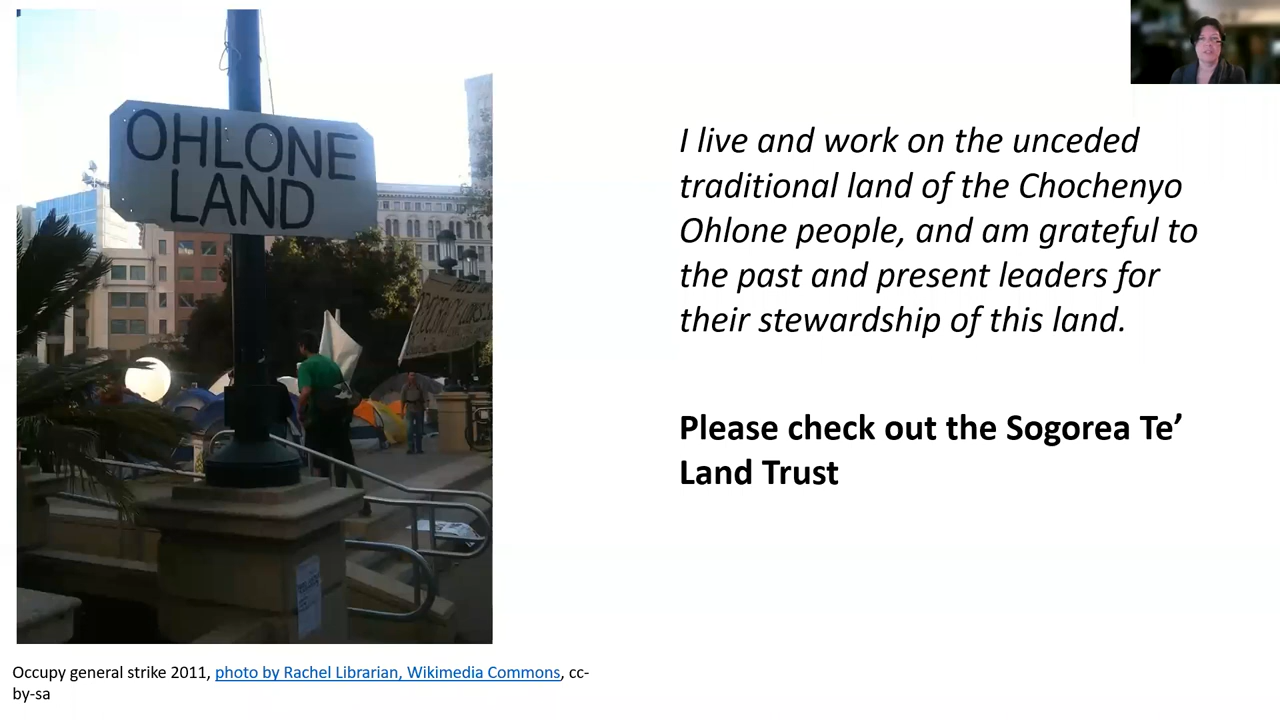 OHLONE
LAND
I live and work on the unceded
traditional land of the Chochenyo
Ohlone people, and am grateful to
the past and present leaders for
their stewardship of this land.
Please check out the Sogorea Te’
Land Trust
Occupy general strike 2011, photo by Rachel Librarian, Wikimedia Commons, cc-
by-sa